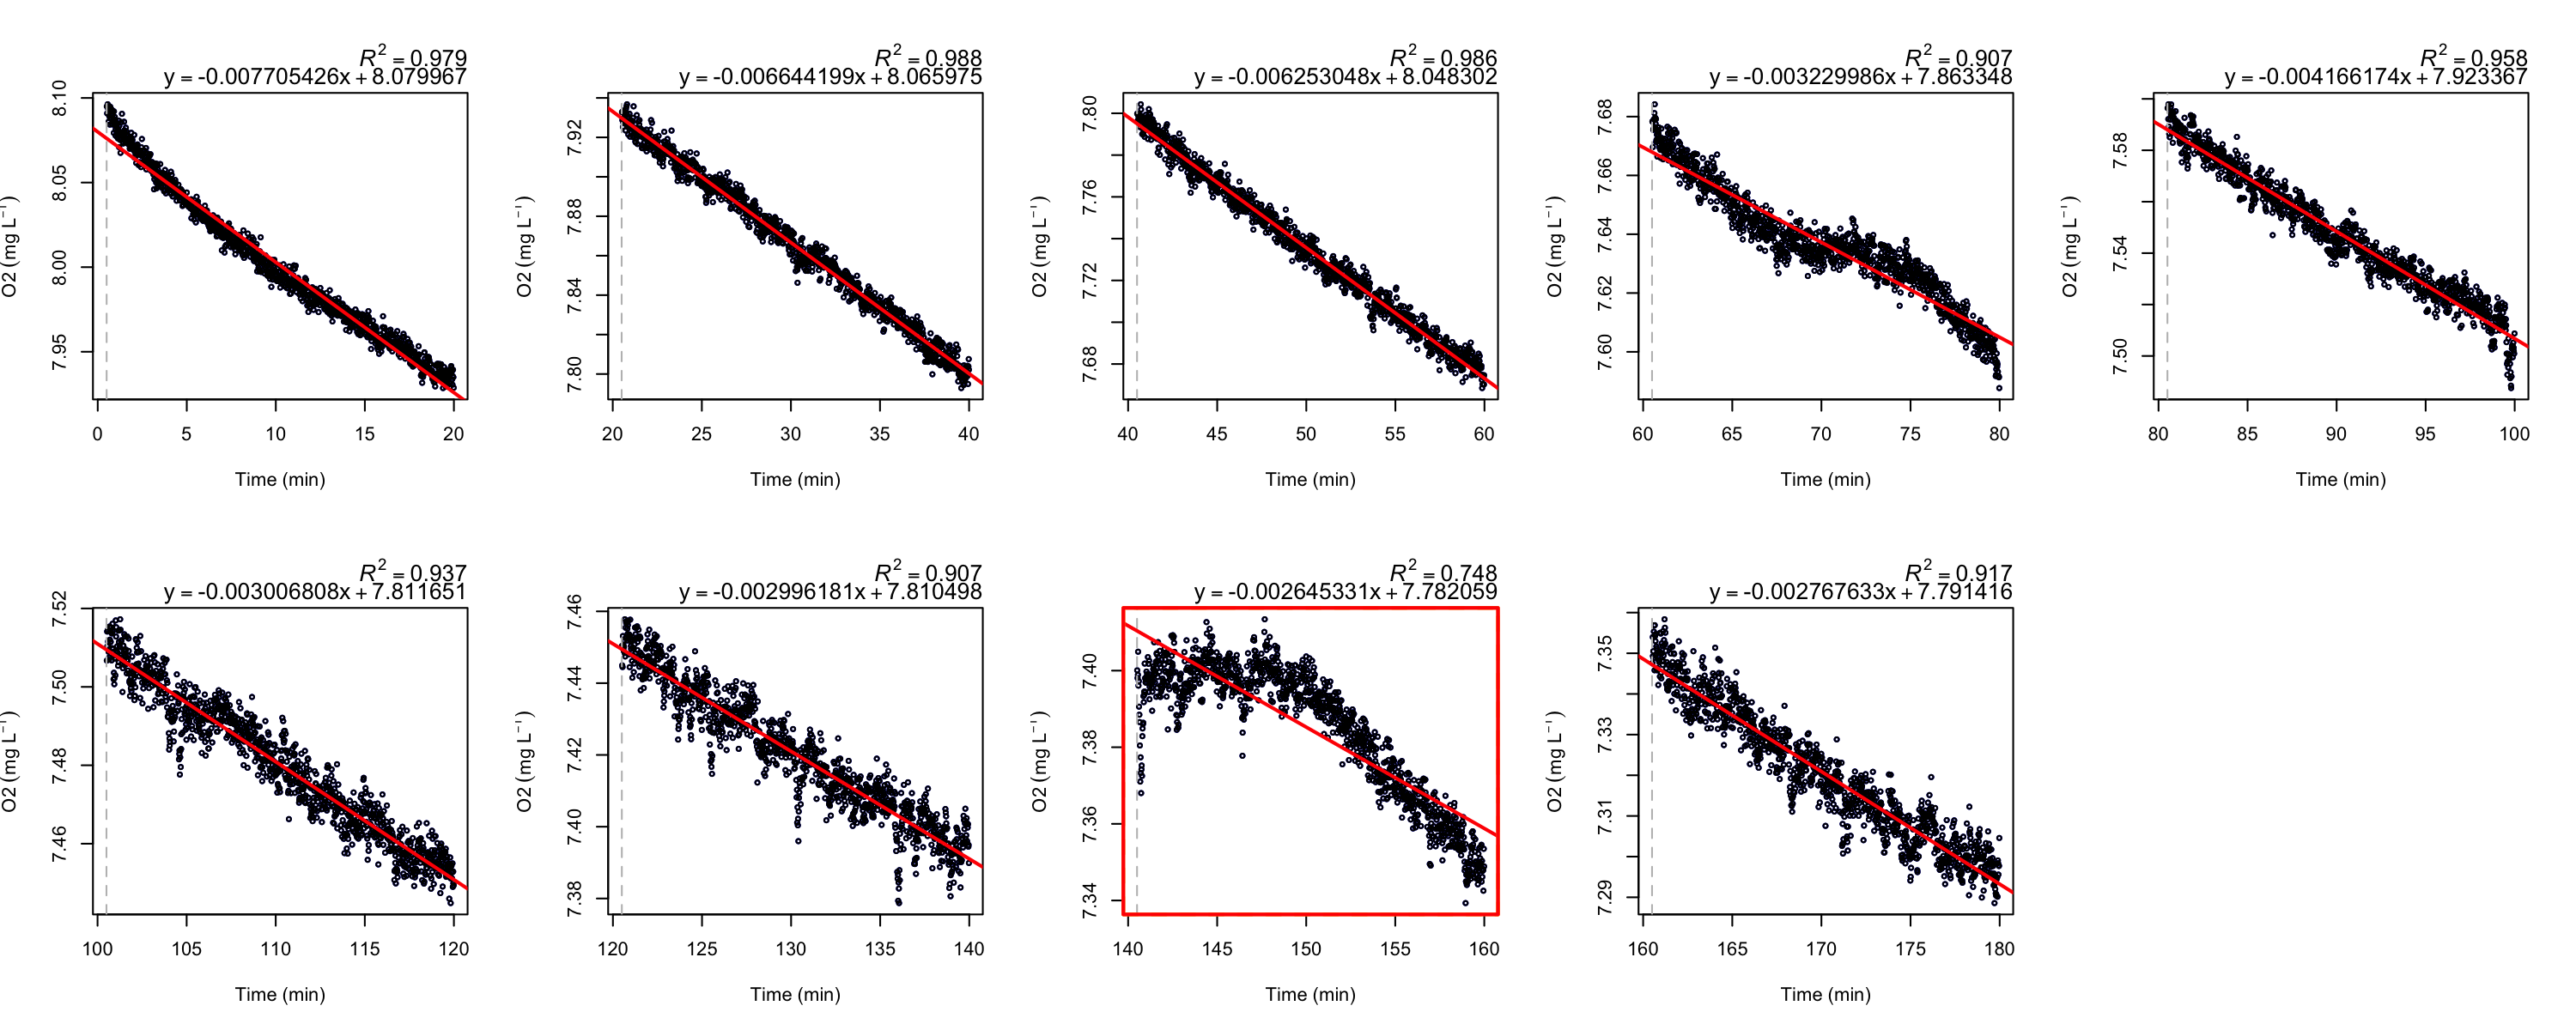 R² = 0.979
y = -0.007705426x + 8.079967
8.10
8.05
8.00
7.95
O2 (mg L⁻¹)
0 5 10 15 20
Time (min)
R² = 0.988
y = -0.006644199x + 8.065975
7.92
7.88
7.84
7.80
O2 (mg L⁻¹)
20 25 30 35 40
Time (min)
R² = 0.986
y = -0.006253048x + 8.048302
7.80
7.76
7.72
7.68
O2 (mg L⁻¹)
40 45 50 55 60
Time (min)
R² = 0.907
y = -0.003229986x + 7.863348
7.68
7.66
7.64
7.62
7.60
O2 (mg L⁻¹)
60 65 70 75 80
Time (min)
R² = 0.958
y = -0.004166174x + 7.923367
7.58
7.54
7.50
O2 (mg L⁻¹)
80 85 90 95 100
Time (min)
R² = 0.937
y = -0.003006808x + 7.811651
7.52
7.50
7.48
7.46
O2 (mg L⁻¹)
100 105 110 115 120
Time (min)
R² = 0.907
y = -0.002996181x + 7.810498
7.46
7.44
7.42
7.40
7.38
O2 (mg L⁻¹)
120 125 130 135 140
Time (min)
R² = 0.748
y = -0.002645331x + 7.782059
7.40
7.38
7.36
7.34
O2 (mg L⁻¹)
140 145 150 155 160
Time (min)
R² = 0.917
y = -0.002767633x + 7.791416
7.35
7.33
7.31
7.29
O2 (mg L⁻¹)
160 165 170 175 180
Time (min)